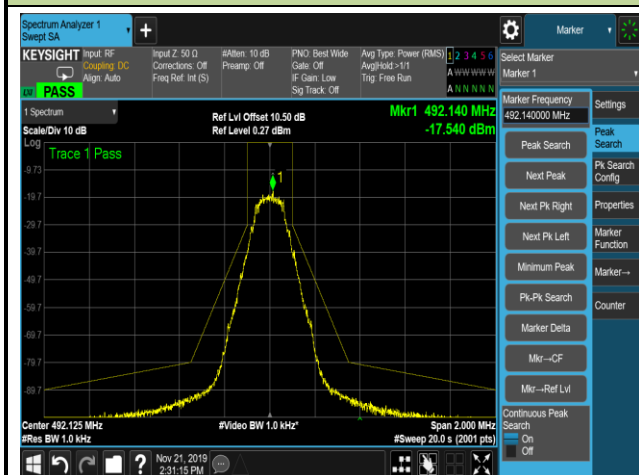 Spectrum Analyzer 1
Swept SA
+
Marker
KEYSIGHT
Input: RF
Coupling: DC
Align: Auto
Input Z: 50 Ω
Corrections: Off
Freq Ref: Int (S)
#Atten: 10 dB
Preamp: Off
PNO: Best Wide
Gate: Off
IF Gain: Low
Sig Track: Off
Avg Type: Power (RMS)
Avg|Hold:>1/1
Trig: Free Run
1 2 3 4 5 6
A W W W W W
A N N N N N
PASS
Select Marker
Marker 1
1 Spectrum
Scale/Div 10 dB
Ref Lvl Offset 10.50 dB
Ref Level 0.27 dBm
Mkr1 492.140 MHz
-17.540 dBm
Log
Trace 1 Pass
1
-9.73
-19.7
-29.7
-39.7
-49.7
-59.7
-69.7
-79.7
-89.7
Center 492.125 MHz
#Res BW 1.0 kHz
#Video BW 1.0 kHz*
Span 2.000 MHz
#Sweep 20.0 s (2001 pts)
Marker Frequency
492.140000 MHz
Peak Search
Next Peak
Next Pk Right
Next Pk Left
Minimum Peak
Pk-Pk Search
Marker Delta
Mkr→CF
Mkr→Ref Lvl
Continuous Peak
Search
On
Off
Settings
Peak
Search
Pk Search
Config
Properties
Marker
Function
Marker→
Counter
?
Nov 21, 2019
2:31:15 PM